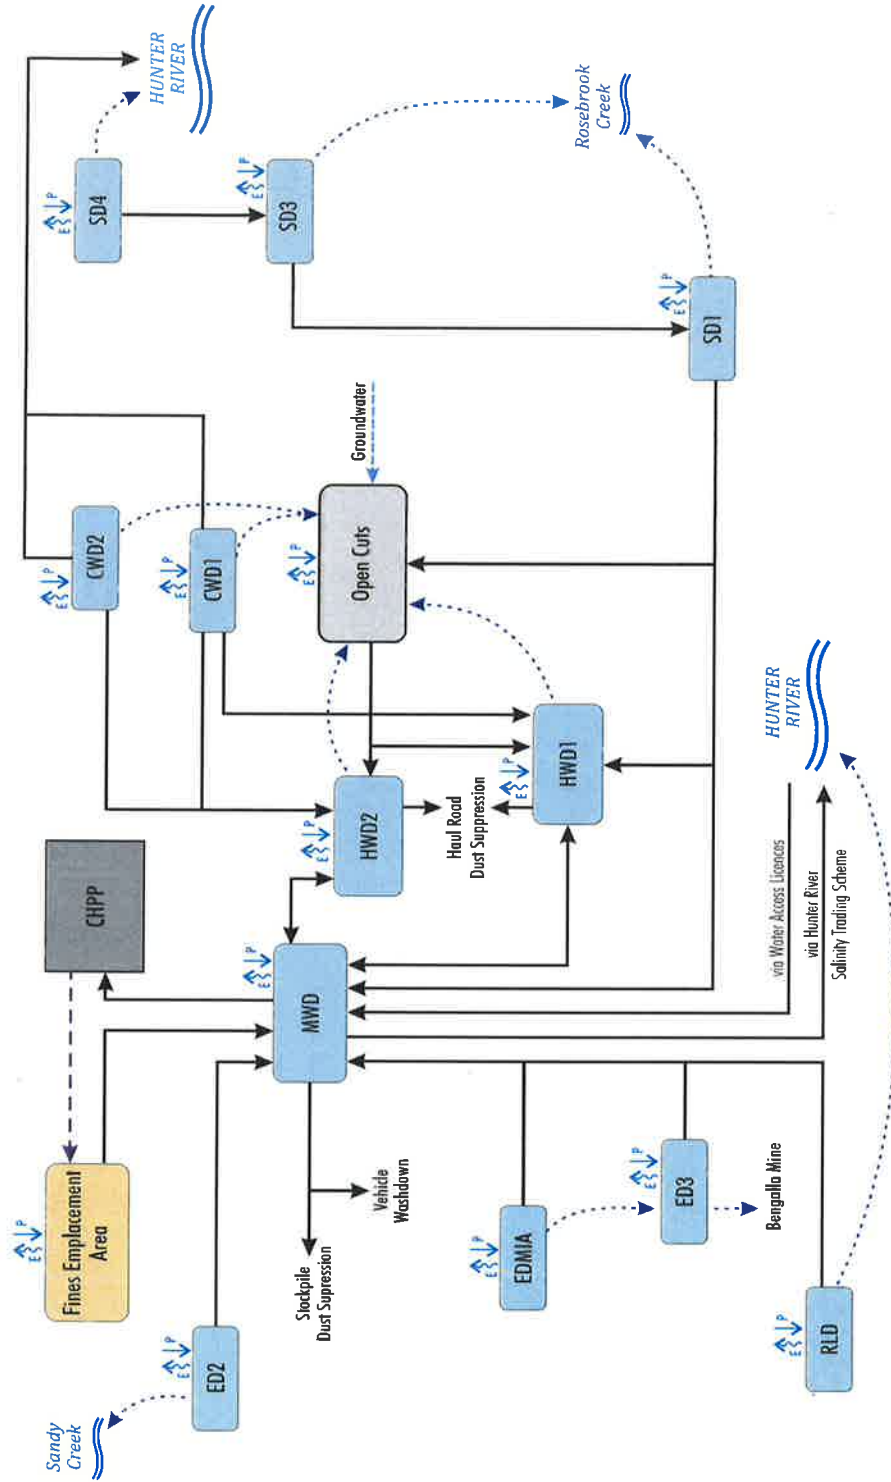 Sandy
Creek
E P
Fines Emplacement
Area
CHPP
E P
CWD2
E P
SD4
HUNTER
RIVER
E P
ED2
E P
CWD1
E P
MWD
E P
HWD2
E P
Open Cuts
Groundwater
E P
SD3
Stockpile
Dust Supression
Vehicle
Washdown
Haul Road
Dust Suppression
E P
EDMIA
E P
HWD1
Rosebrook
Creek
E P
ED3
E P
SD1
Bengalla Mine
via Water Access Licences
via Hunter River
Salinity Trading Scheme
HUNTER
RIVER
E P
RLD